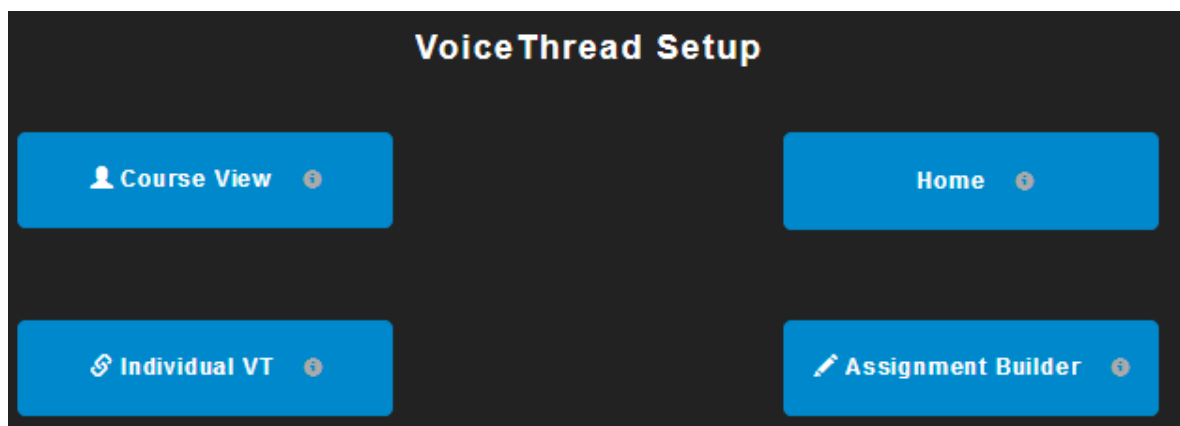 VoiceThread Setup
Course View
Home
Individual VT
Assignment Builder